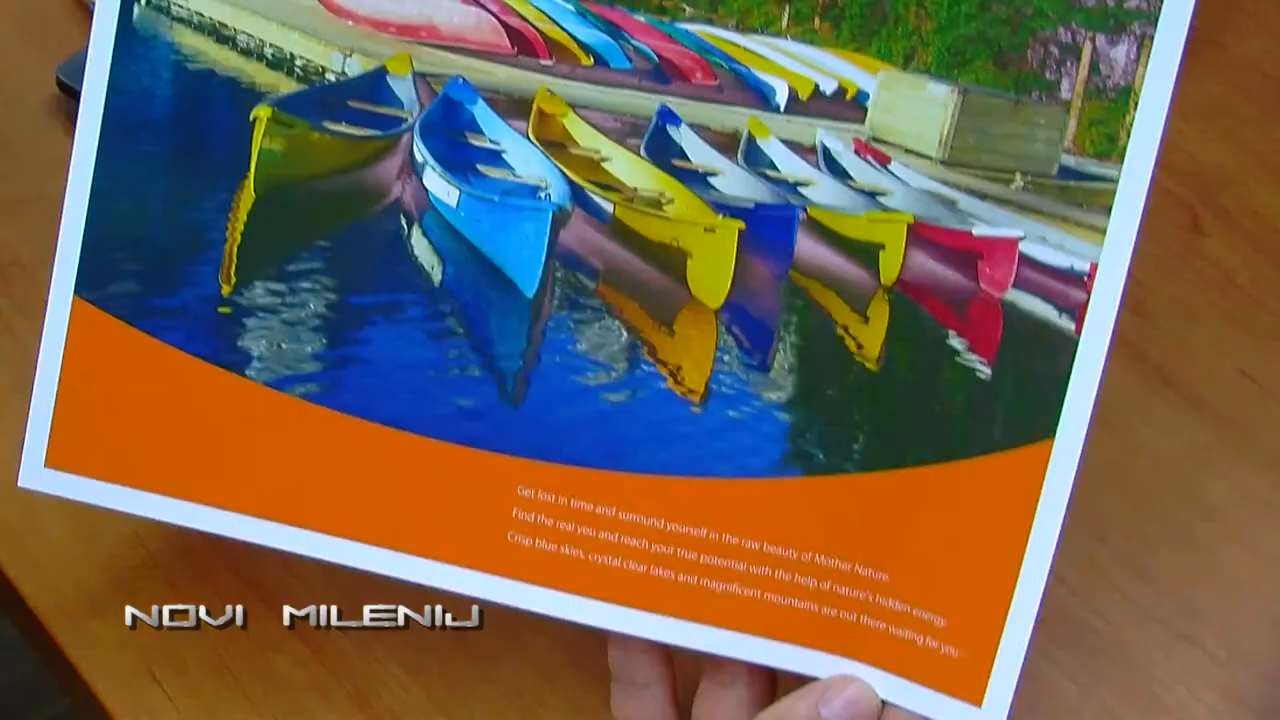 Get lost in time and surround yourself in the raw beauty of Mother Nature.
Find the real you and reach your true potential with the help of nature's hidden energy.
Crisp blue skies, crystal clear lakes and magnificent mountains are out there waiting for you...
NOVI MILENIJ